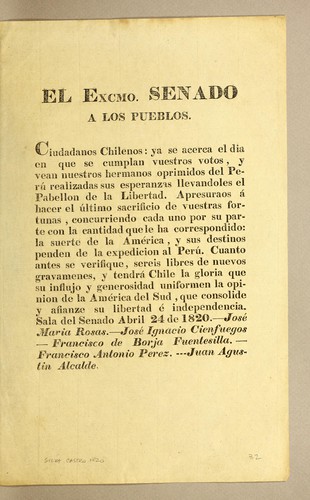 EL EXCMO. SENADO
A LOS PUEBLOS.
Ciudadanos Chilenos: ya se acerca el dia
en que se cumplan vuestros votos, y
vean nuestros hermanos oprimidos del Pe-
rú realizadas sus esperanzas llevandoles el
Pabellon de la Libertad. Apresuraos á
hacer el último sacrificio de vuestras for-
tunas, concurriendo cada uno por su par-
te con la cantidad que le ha correspondido:
la suerte de la América, y sus destinos
penden de la expedicion al Perú. Cuanto
antes se verifique, sereis libres de nuevos
gravamenes, y tendrá Chile la gloria que
su influjo y generosidad uniformen la opi-
nion de la América del Sud, que consolide
y afianze su libertad é independencia.
Sala del Senado Abril 24 de 1820.—José
Maria Rosas.—José Ignacio Cienfuegos
— Francisco de Borja Fuentesilla. —
Francisco Antonio Perez. ---Juan Agus-
tin Alcalde.
32